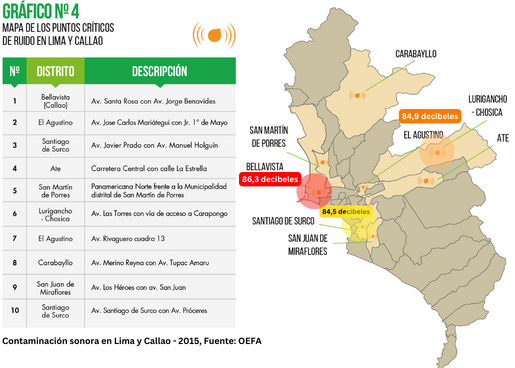 GRÁFICO Nº 4
MAPA DE LOS PUNTOS CRÍTICOS
DE RUIDO EN LIMA Y CALLAO
Nº DISTRITO DESCRIPCIÓN
1 Bellavista (Callao) Av. Santa Rosa con Av. Jorge Benavides
2 El Agustino Av. Jose Carlos Mariátegui con Jr. 1º de Mayo
3 Santiago de Surco Av. Javier Prado con Av. Manuel Holguín
4 Ate Carretera Central con calle La Estrella
5 San Martín de Porres Panamericana Norte frente a la Municipalidad distrital de San Martín de Porres
6 Lurigancho - Chosica Av. Las Torres con vía de acceso a Carapongo
7 El Agustino Av. Rivaguero cuadra 13
8 Carabayllo Av. Merino Reyna con Av. Tupac Amaru
9 San Juan de Miraflores Av. Los Héroes con av. San Juan
10 Santiago de Surco Av. Santiago de Surco con Av. Próceres
Contaminación sonora en Lima y Callao - 2015, Fuente: OEFA
CARABAYLLO
LURIGANCHO
- CHOSICA
84,9 decibeles
SAN MARTÍN
DE PORRES
EL AGUSTINO
ATE
BELLAVISTA
86,3 decibeles
84,5 decibeles
SANTIAGO DE SURCO
SAN JUAN DE
MIRAFLORES